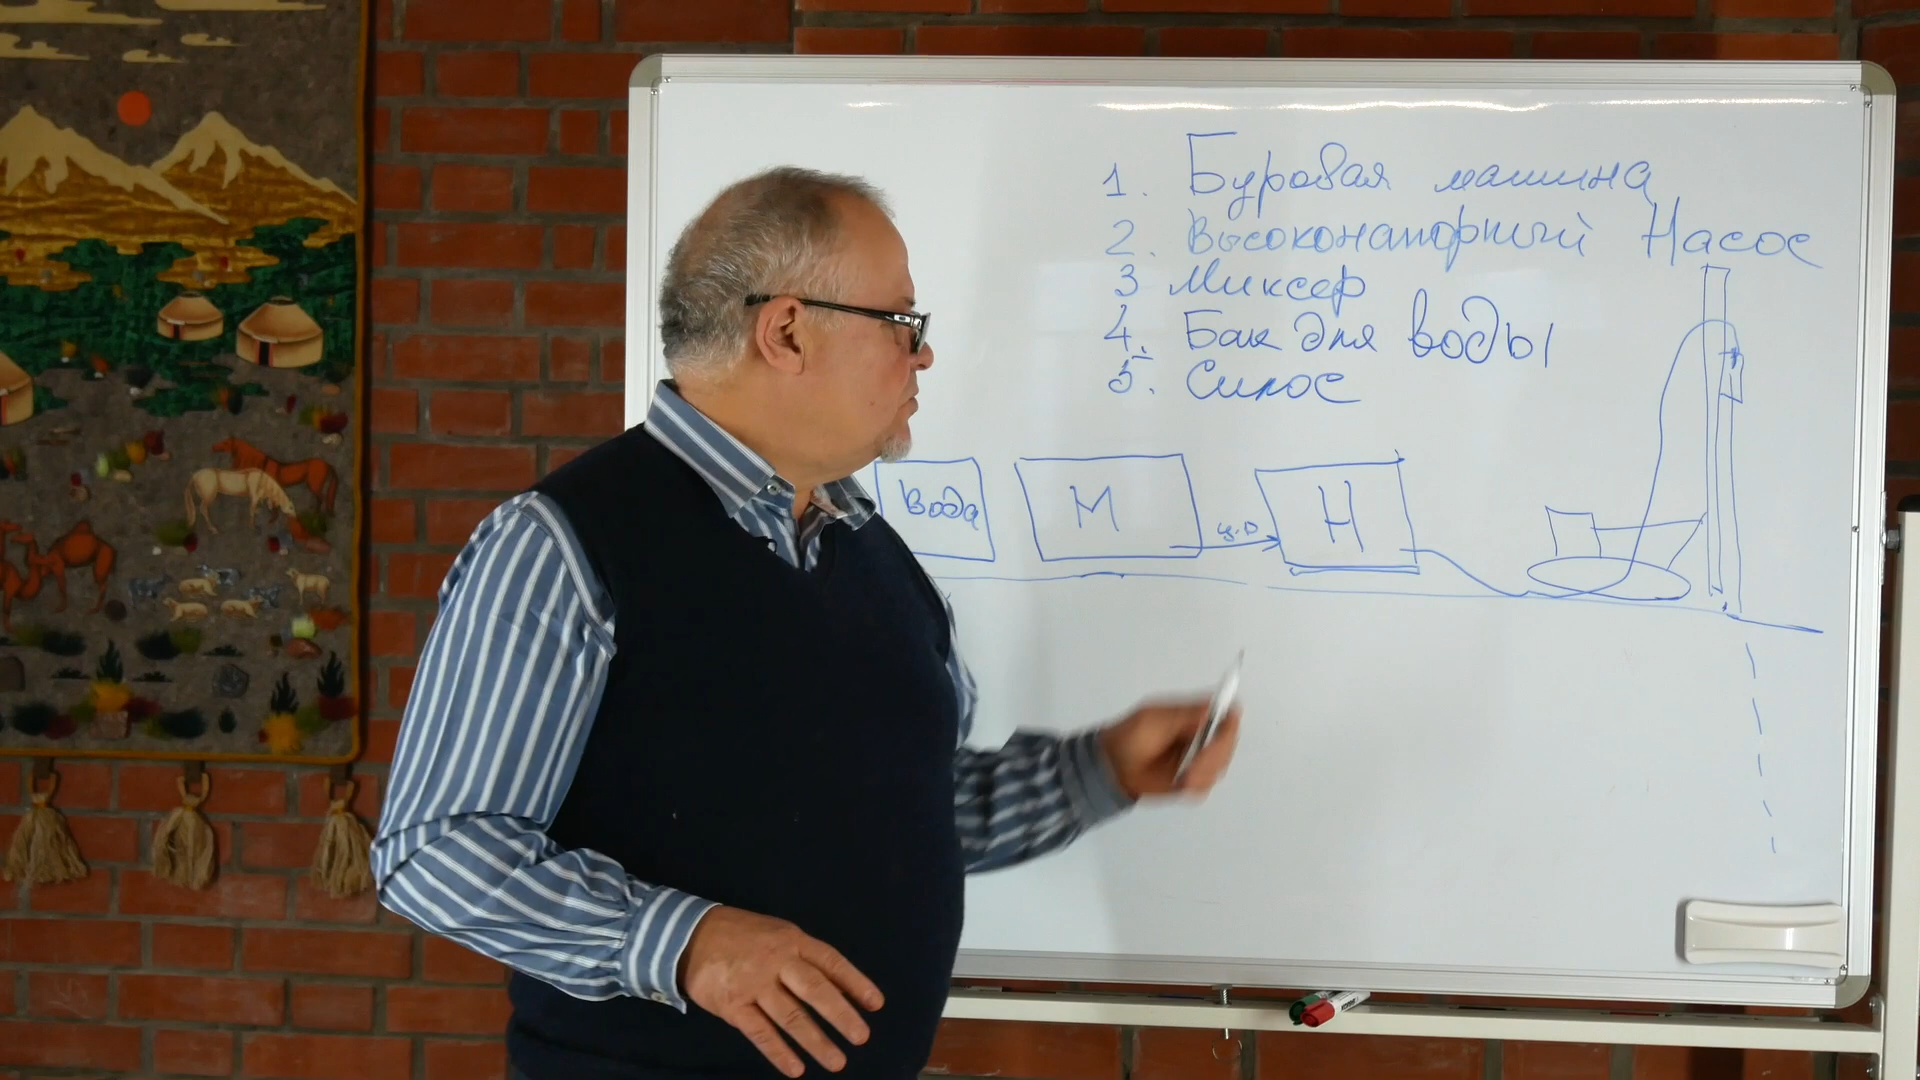 1. Буровая машина
2. Высоконапорный Насос
3 Миксер
4. Бак для воды
5. Силос
Вода
М
ц.р
Н